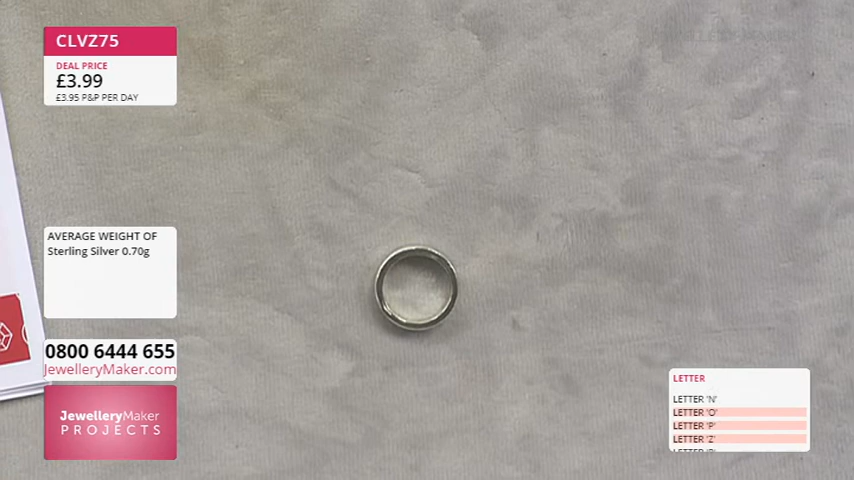 CLVZ75
DEAL PRICE
£3.99
£3.95 P&P PER DAY
AVERAGE WEIGHT OF
Sterling Silver 0.70g
0800 6444 655
JewelleryMaker.com
JewelleryMaker
PROJECTS
LETTER
LETTER 'N'
LETTER 'O'
LETTER 'P'
LETTER 'Z'